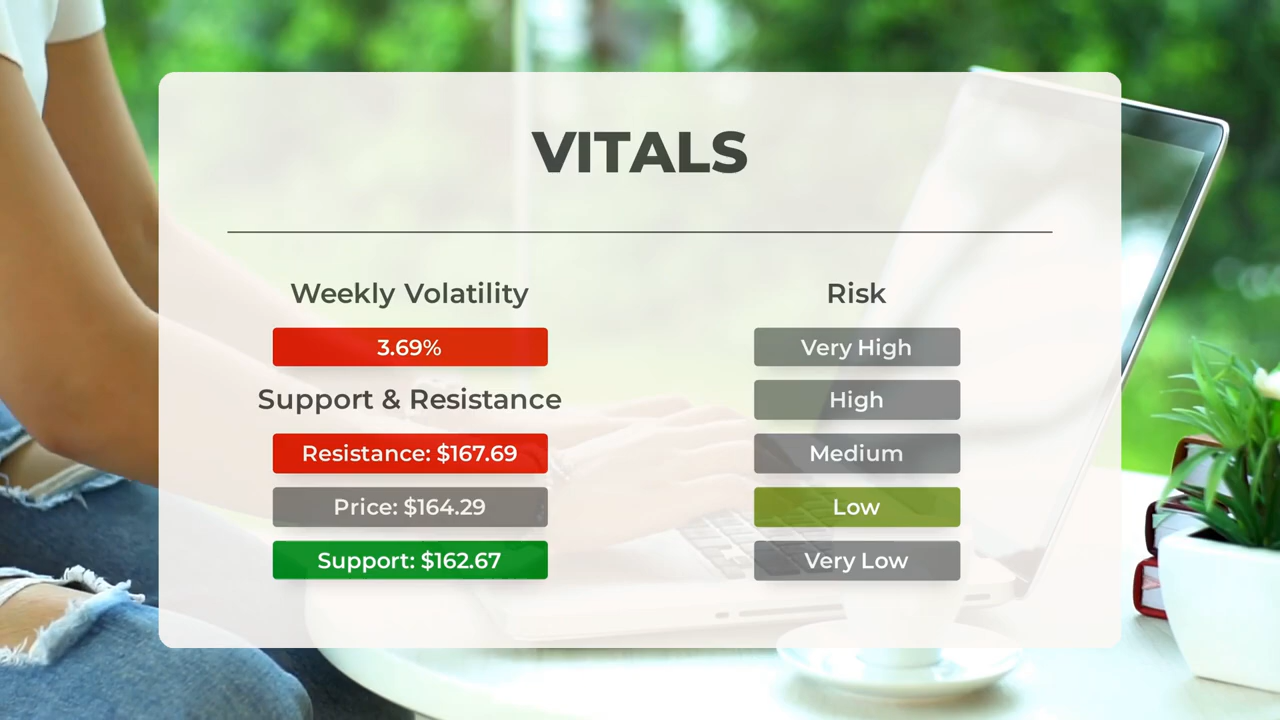 VITALS
Weekly Volatility
3.69%
Support & Resistance
Resistance: $167.69
Price: $164.29
Support: $162.67
Risk
Very High
High
Medium
Low
Very Low